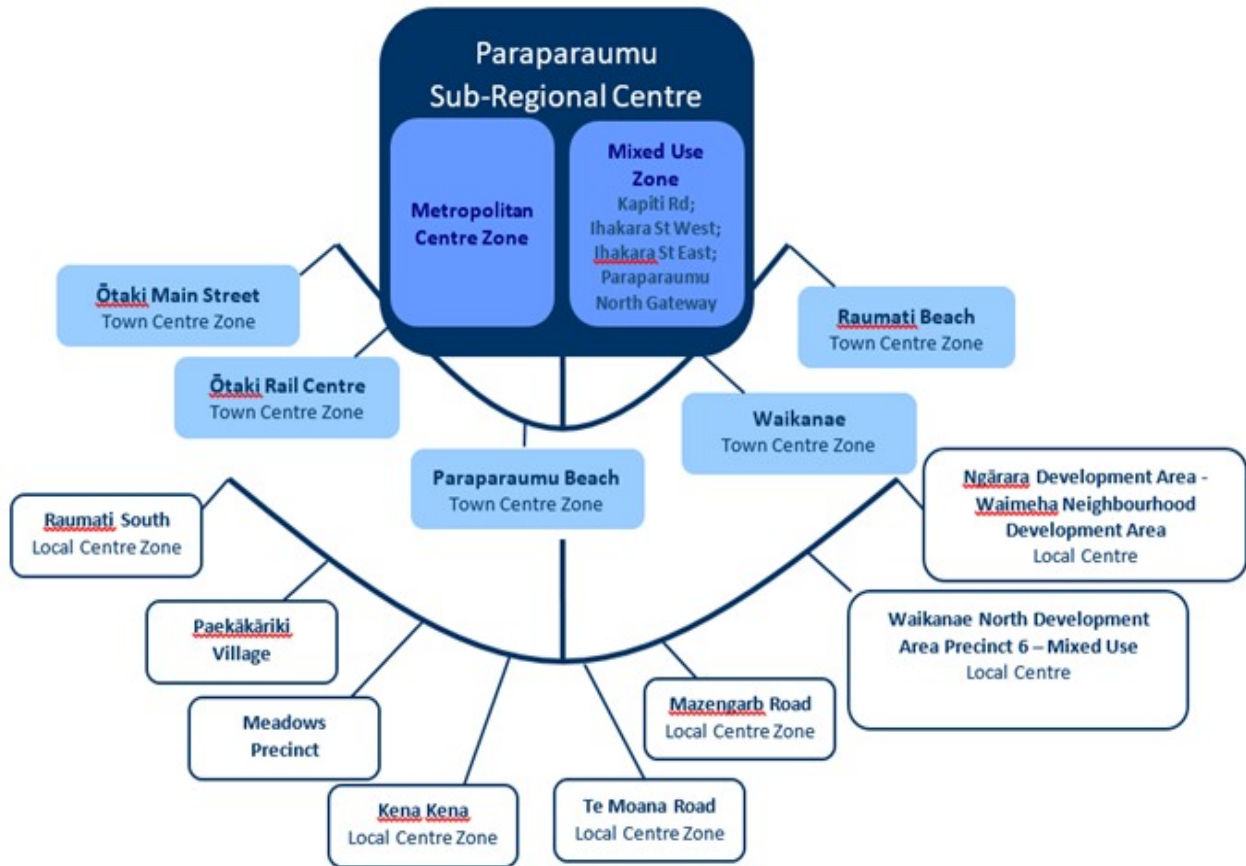 Paraparaumu
Sub-Regional Centre
Metropolitan
Centre Zone
Mixed Use
Zone
Kapiti Rd;
Ihakara St West;
Ihakara St East;
Paraparaumu
North Gateway
Ōtaki Main Street
Town Centre Zone
Ōtaki Rail Centre
Town Centre Zone
Paraparaumu Beach
Town Centre Zone
Waikanae
Town Centre Zone
Raumati Beach
Town Centre Zone
Raumati South
Local Centre Zone
Paekākāriki
Village
Meadows
Precinct
Kena Kena
Local Centre Zone
Te Moana Road
Local Centre Zone
Mazengarb Road
Local Centre Zone
Waikanae North Development
Area Precinct 6 – Mixed Use
Local Centre
Ngārara Development Area -
Waimeha Neighbourhood
Development Area
Local Centre